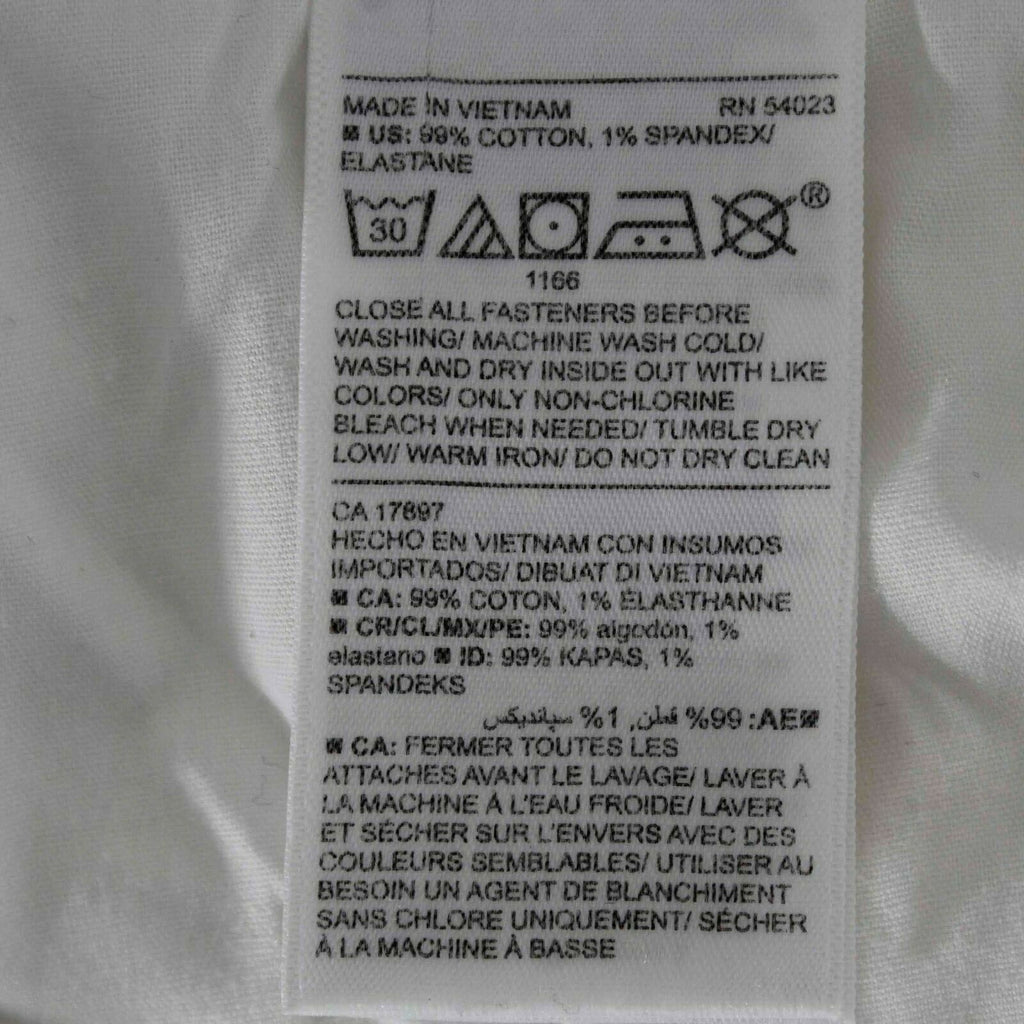 MADE IN VIETNAM RN 54023
US: 99% COTTON, 1% SPANDEX/
ELASTANE
30
®
1166
CLOSE ALL FASTENERS BEFORE
WASHING/ MACHINE WASH COLD/
WASH AND DRY INSIDE OUT WITH LIKE
COLORS/ ONLY NON-CHLORINE
BLEACH WHEN NEEDED/ TUMBLE DRY
LOW/ WARM IRON/ DO NOT DRY CLEAN
CA 17897
HECHO EN VIETNAM CON INSUMOS
IMPORTADOS/ DIBUAT DI VIETNAM
CA: 99% COTON, 1% ÉLASTHANNE
CR/CL/MX/PE: 99% algodón, 1%
elastano ID: 99% KAPAS, 1%
SPANDEKS
AE: 99% قطن, 1% سپانديكس
CA: FERMER TOUTES LES
ATTACHES AVANT LE LAVAGE/ LAVER À
LA MACHINE À L'EAU FROIDE/ LAVER
ET SÉCHER SUR L'ENVERS AVEC DES
COULEURS SEMBLABLES/ UTILISER AU
BESOIN UN AGENT DE BLANCHIMENT
SANS CHLORE UNIQUEMENT/ SÉCHER
À LA MACHINE À BASSE